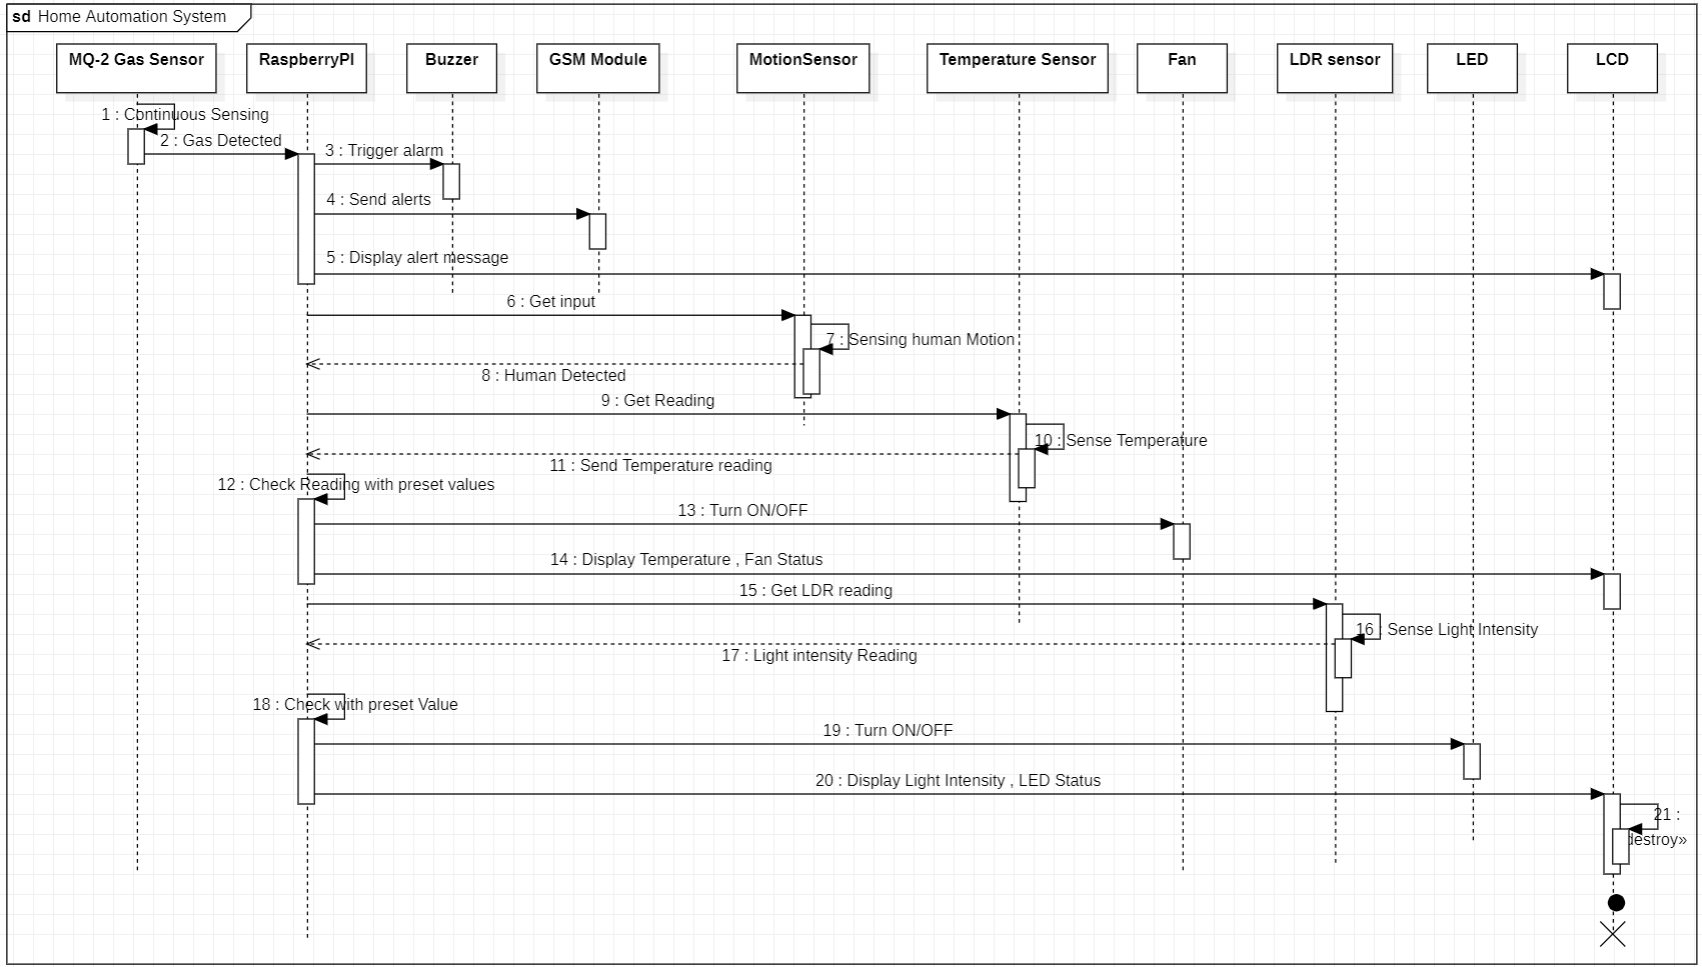 sd Home Automation System
MQ-2 Gas Sensor
RaspberryPI
Buzzer
GSM Module
MotionSensor
Temperature Sensor
Fan
LDR sensor
LED
LCD
1 : Continuous Sensing
2 : Gas Detected
3 : Trigger alarm
4 : Send alerts
5 : Display alert message
6 : Get input
7 : Sensing human Motion
8 : Human Detected
9 : Get Reading
10 : Sense Temperature
11 : Send Temperature reading
12 : Check Reading with preset values
13 : Turn ON/OFF
14 : Display Temperature , Fan Status
15 : Get LDR reading
16 : Sense Light Intensity
17 : Light intensity Reading
18 : Check with preset Value
19 : Turn ON/OFF
20 : Display Light Intensity , LED Status
21 :
destroy»